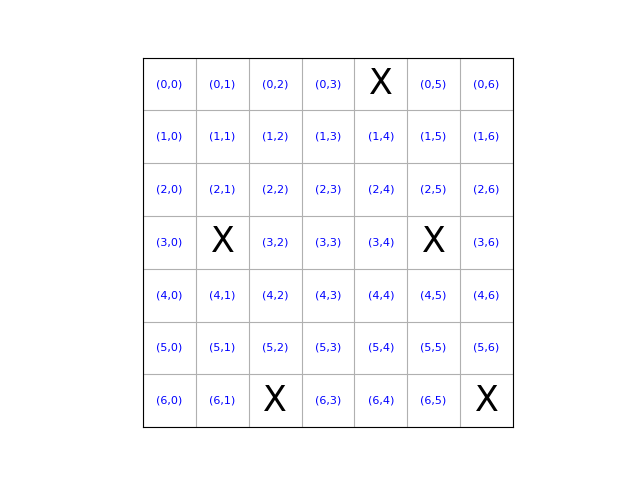 (0,0) (0,1) (0,2) (0,3) X (0,5) (0,6)
(1,0) (1,1) (1,2) (1,3) (1,4) (1,5) (1,6)
(2,0) (2,1) (2,2) (2,3) (2,4) (2,5) (2,6)
(3,0) X (3,2) (3,3) (3,4) X (3,6)
(4,0) (4,1) (4,2) (4,3) (4,4) (4,5) (4,6)
(5,0) (5,1) (5,2) (5,3) (5,4) (5,5) (5,6)
(6,0) (6,1) X (6,3) (6,4) (6,5) X